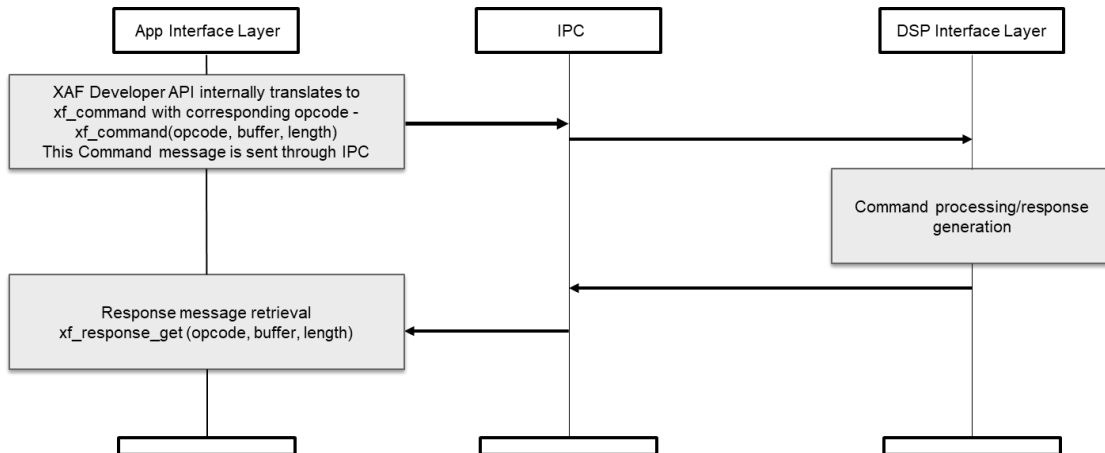 App Interface Layer
IPC
DSP Interface Layer
XAF Developer API internally translates to
xf_command with corresponding opcode -
xf_command(opcode, buffer, length)
This Command message is sent through IPC
Command processing/response
generation
Response message retrieval
xf_response_get (opcode, buffer, length)